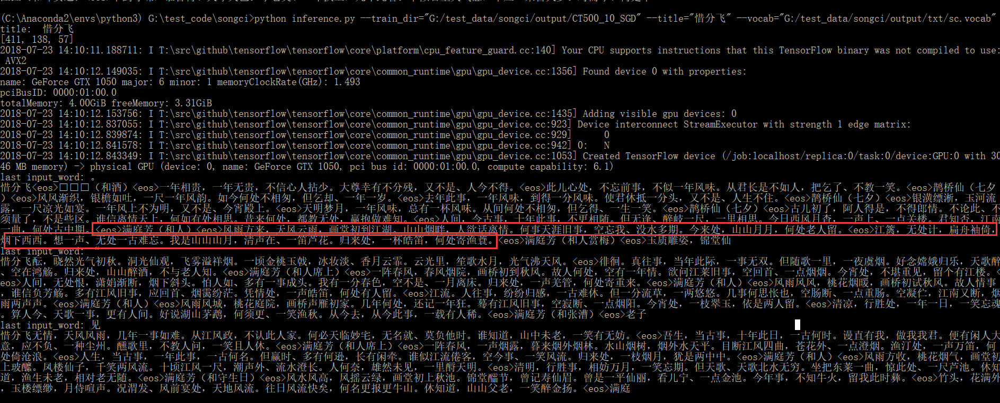 (C:\Anaconda2\envs\python3) G:\test_code\songci>python inference.py --train_dir="G:/test_data/songci/output/CT500_10_SGD" --title="惜分飞" --vocab="G:/test_data/songci/output/txt/sc.vocab"
title:  惜分飞
[411, 138, 57]
2018-07-23 14:10:11.188711: I T:\src\github\tensorflow\tensorflow\core\platform\cpu_feature_guard.cc:140] Your CPU supports instructions that this TensorFlow binary was not compiled to use:
 AVX2
2018-07-23 14:10:12.149035: I T:\src\github\tensorflow\tensorflow\core\common_runtime\gpu\gpu_device.cc:1356] Found device 0 with properties:
name: GeForce GTX 1050 major: 6 minor: 1 memoryClockRate(GHz): 1.493
pciBusID: 0000:01:00.0
totalMemory: 4.00GiB freeMemory: 3.31GiB
2018-07-23 14:10:12.153756: I T:\src\github\tensorflow\tensorflow\core\common_runtime\gpu\gpu_device.cc:1435] Adding visible gpu devices: 0
2018-07-23 14:10:12.837055: I T:\src\github\tensorflow\tensorflow\core\common_runtime\gpu\gpu_device.cc:923] Device interconnect StreamExecutor with strength 1 edge matrix:
2018-07-23 14:10:12.839874: I T:\src\github\tensorflow\tensorflow\core\common_runtime\gpu\gpu_device.cc:929]      0
2018-07-23 14:10:12.841578: I T:\src\github\tensorflow\tensorflow\core\common_runtime\gpu\gpu_device.cc:942] 0:   N
2018-07-23 14:10:12.843349: I T:\src\github\tensorflow\tensorflow\core\common_runtime\gpu\gpu_device.cc:1053] Created TensorFlow device (/job:localhost/replica:0/task:0/device:GPU:0 with 30
46 MB memory) -> physical GPU (device: 0, name: GeForce GTX 1050, pci bus id: 0000:01:00.0, compute capability: 6.1)
last input_word: 。
惜分飞<eos>□□□（和酒）<eos>一年相贵，一年无贵，不信心人拈少。大尊幸有不分残，又不是、人今不得。<eos>此儿心处，不忘前事，不似一年风味。从君长是不如人，把乞了、不教一笑。<eos>鹊桥仙（七夕
）<eos>风风渐织，银檐如吐，一尺一年风韵。如今何处不相匆，但乞却、一年一岁。<eos>去年此事，一年风味，到得一分风味。使君休抵一分头，又不是、人生不住。<eos>鹊桥仙（七夕）<eos>银潢缥渐，玉河流
露，一尺凉光如宴。一年风上不为明，又不是、今宵殿上。<eos>天明梦月，一年风味，总有一杯风味。从问何处不相匆，但乞得、一生一笑。<eos>鹊桥仙（七夕）<eos>古儿初了，阿人得是，不得郎情。不论此、不
须量了，不是些区。谁信离情天上，何如有处相思。昔来何处，都教无处，赢抱做难知。<eos>人间，今古事，十年此事，不更相随。但无逢、醉岐一尺，一里相思。今日西风月杳，一声上、一点关楼。君知否，江南
一曲，何处古中期。<eos>满庭芳（和人）<eos>风雨方来，天风云雨，画堂初到江湖。山山烟畔，人欲话离情。何事天涯旧事，空忘我、没水多期。今来处，山山月月，何处老人留。<eos>江篱，无处计，扁舟袖倚，
烟下西西。想一声、无处一古难忘。我是山山山月，清声在、一笛芦花。归来处，一杯皓笛，何处寄渔蓑。<eos>满庭芳（和人赏梅）<eos>玉质雕姿，锦堂仙
last input_word: “
惜分飞酝，晓然光气初秋。洞光仙观，飞雾溢祥烟。一顷金桃玉戟，冰妆淡、香月云霏。云光里，笙歌水月，光气沸天风。<eos>徘徊。真往事，当年此际，一事无双。但随歌一里，一夜虞烟。好念嫦娥归乐，天歌醉
、空在鸿觞。归来处，山山醉酒，不与老人知。<eos>满庭芳（和人席上）<eos>一阵春风，春风烟院，画桥初到秋风。故人何处，空有一年情。欲问江莱旧事，空回首、一点烟烟。今宵处，不堪重见，留个有江楼。<
eos>人间，无处恨，潇娟渐断，烟下斜头。怕人如、多有一事成头。我有一分春色，空不是、一月离床。归来处，一声羌管，何处寄重来。<eos>满庭芳（和人）<eos>风雨风风，桃花烟暖，画桥初试秋风。故人情事
，谁信负芳觞。多有江风旧事，应回首、烟霭纷茫。凭情处，一声皓笛，何处有人留。<eos>江流。人往事，纷纷归感，一古难休。但一分流草，一两悠悠。几事何思怅也，空肠断、一点重肠。空凝伫，江南又断，烟
雨两声声。<eos>满庭芳（和人）<eos>风雨风城，桃花庭院，画桥声雁初家。几年何处，还记一年狂。蓦有江风旧事，空寂断、一点烟阳。今宵处，一枝翠玉，依是两人留。<eos>清凉，行胜处，一年一日，一笑忘魂
。算人今、天歌一事，更有人间。好说湖山茅鹉，何须更、一笑渔秋。从今去，从今此事，一载有人稀。<eos>满庭芳（和张漕）<eos>老子
last input_word: 见
惜分飞无情，天风风雨，几年一事如难。从江风政，不认此人家。何必天临妙宅，无名就、莫负他时。谁知道，山中未老，一笑有无妨。<eos>吾生，当古事，十年此日，一古何时。谩直有我，做我我君。便有闲人大
意，应不负、一种尘州。醺歌里，不教人问，一笑且人休。<eos>满庭芳（和人席上）<eos>一阵春风，一声烟露，暮来烟外烟林。水山烟树，烟外水天平。目断江风四曲，苍花外、一点澄烟。渔汀处，一声万笛，何
处倚沧浪。<eos>人生，当古事，一年此事，一古何名。但赢时、多有何逊，长有闲牵。谁似江流倦客，空今事、一笑风流。归来处，一枝烟月，犹是两中中。<eos>满庭芳（和人）<eos>风雨方收，桃花烟气，画堂初
上玻醿。凤楼仙子，千笑两风流。十顷江风一尺，潮声外、流水澄长。人何奈，雄然未见，一里酹天明。<eos>清明，行胜事，相妨万月，一笑忘期。但天歌、天歌北水无穷。坐把东莱一曲，惊此处、一尺芦池。休知
道，渔生未老，相对老无随。<eos>满庭芳（和守生日）<eos>风水风高，风摇云绿，画堂初上秋池。锦堂醹节，曾记寿仙眉。曾是一平仙丽，看儿宁、一点金池。今年事，不知牛火，留我此时彝。<eos>竹头，花满外
，玉楼缥缈，月侍喧声。况渭发、风前宴处，天地风流。往日风流快矣，何名更报更牛山。休知道，山山父老，一笑醉金扬。<eos>满庭